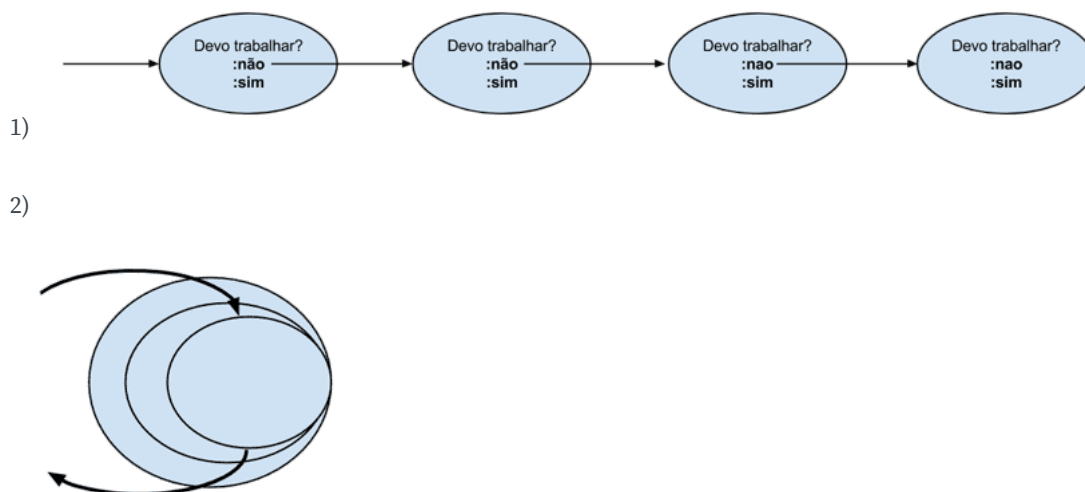 Devo trabalhar?
:não
:sim
Devo trabalhar?
:não
:sim
Devo trabalhar?
:nao
:sim
Devo trabalhar?
:nao
:sim
1)
2)